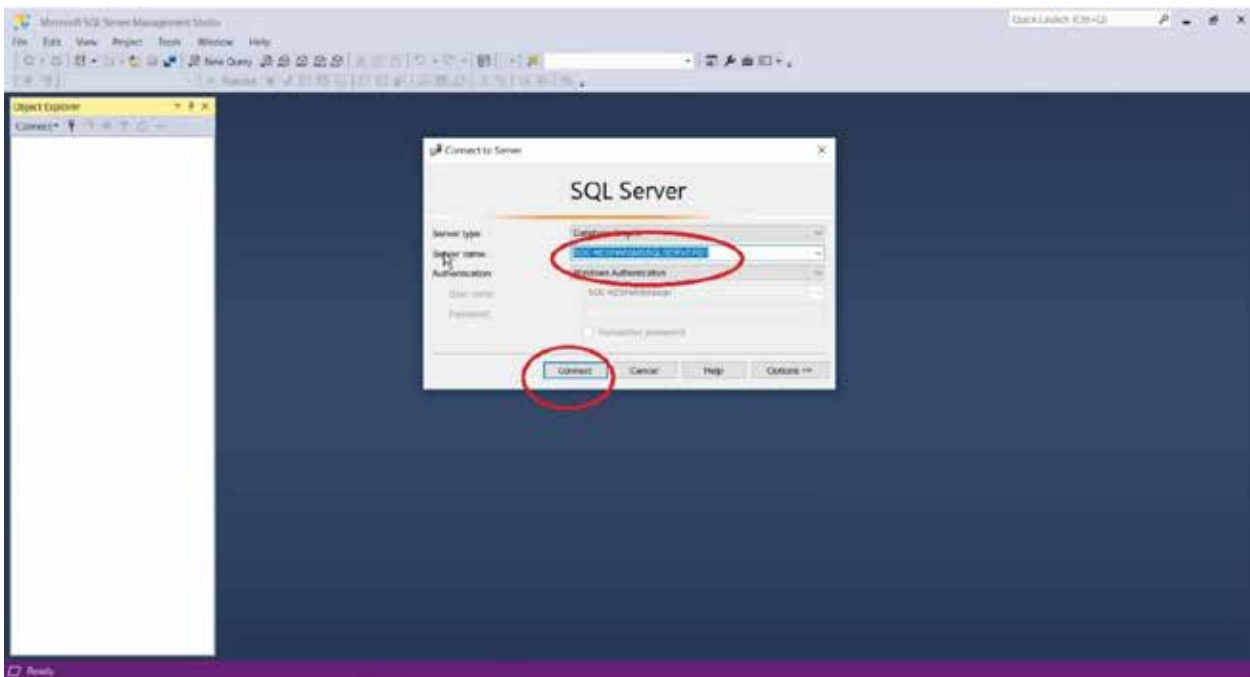 Microsoft SQL Server Management Studio
Quick Launch (Ctrl+Q)
File Edit View Project Tools Window Help
New Query
Execute
Object Explorer
Connect
Connect to Server
SQL Server
Server type:
Server name:
Authentication: Windows Authentication
User name:
Password:
Remember password
Connect Cancel Help Options >>
Ready